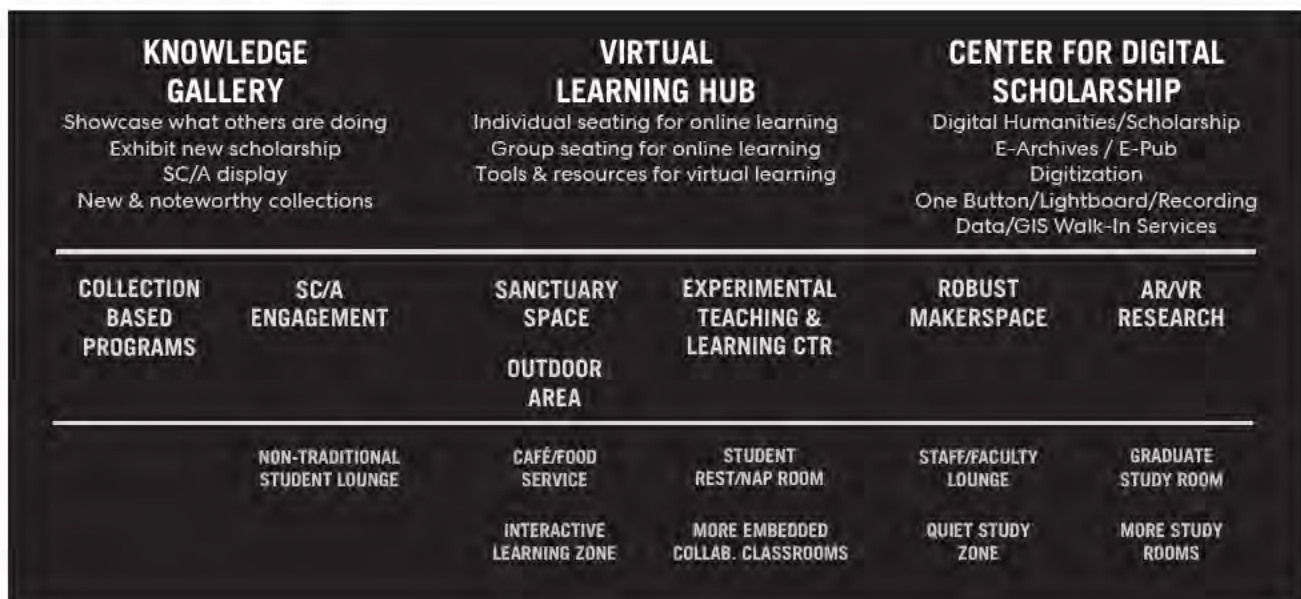 KNOWLEDGE
GALLERY
Showcase what others are doing
Exhibit new scholarship
SC/A display
New & noteworthy collections
VIRTUAL
LEARNING HUB
Individual seating for online learning
Group seating for online learning
Tools & resources for virtual learning
CENTER FOR DIGITAL
SCHOLARSHIP
Digital Humanities/Scholarship
E-Archives / E-Pub
Digitization
One Button/Lightboard/Recording
Data/GIS Walk-In Services
COLLECTION
BASED
PROGRAMS
SC/A
ENGAGEMENT
SANCTUARY
SPACE
OUTDOOR
AREA
EXPERIMENTAL
TEACHING &
LEARNING CTR
ROBUST
MAKERSPACE
AR/VR
RESEARCH
NON-TRADITIONAL
STUDENT LOUNGE
CAFÉ/FOOD
SERVICE
STUDENT
REST/NAP ROOM
STAFF/FACULTY
LOUNGE
GRADUATE
STUDY ROOM
INTERACTIVE
LEARNING ZONE
MORE EMBEDDED
COLLAB. CLASSROOMS
QUIET STUDY
ZONE
MORE STUDY
ROOMS